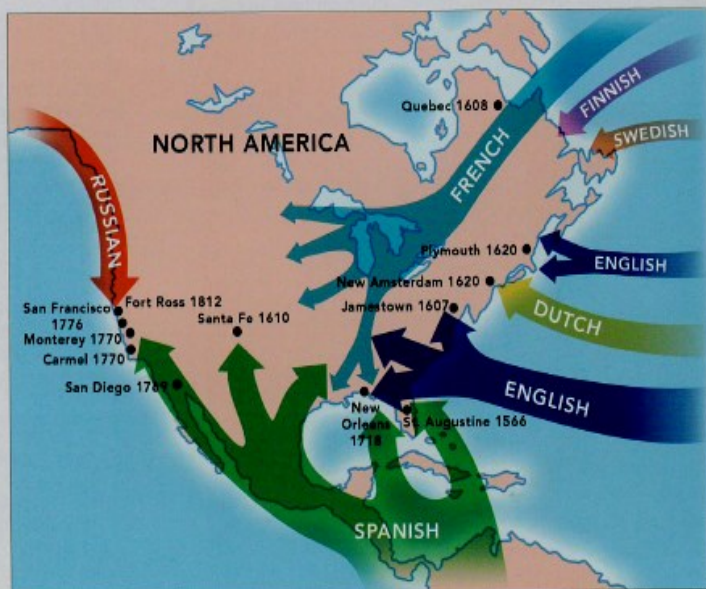 Quebec 1608
FINNISH
SWEDISH
NORTH AMERICA
FRENCH
RUSSIAN
Plymouth 1620
ENGLISH
New Amsterdam 1620
Fort Ross 1812
San Francisco
1776
Santa Fe 1610
Jamestown 1607
DUTCH
Monterey 1770
Carmel 1770
San Diego 1769
ENGLISH
New
Orleans
1718
St. Augustine 1566
SPANISH